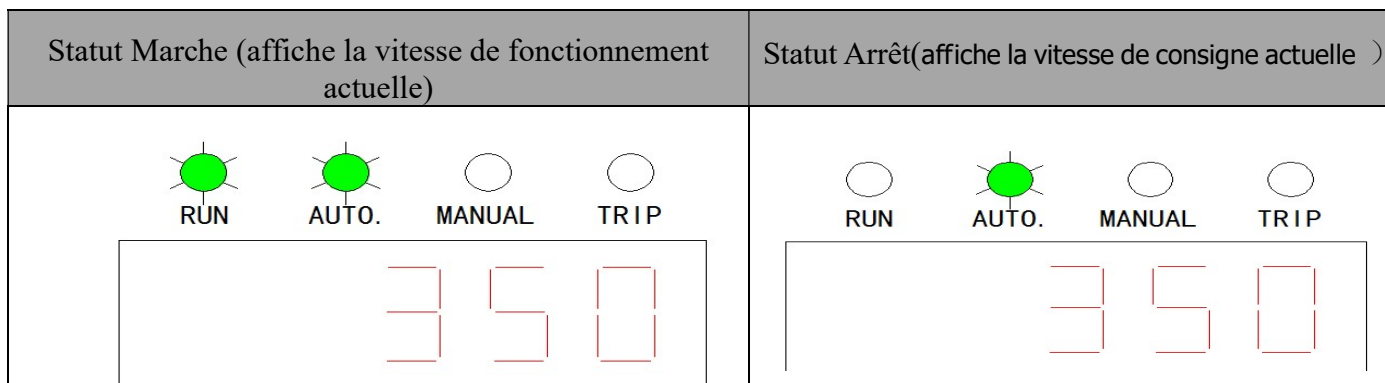 Statut Marche (affiche la vitesse de fonctionnement
actuelle)
Statut Arrêt(affiche la vitesse de consigne actuelle ）
RUN AUTO. MANUAL TRIP
350
RUN AUTO. MANUAL TRIP
350